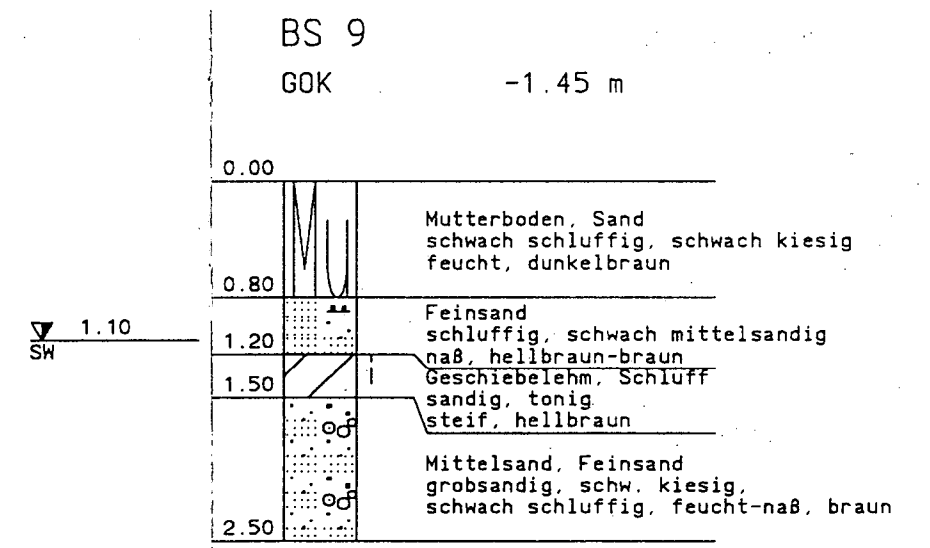 BS 9
GOK -1.45 m
0.00
Mutterboden, Sand
schwach schluffig, schwach kiesig
feucht, dunkelbraun
0.80
Feinsand
schluffig, schwach mittelsandig
naß, hellbraun-braun
1.10
SW
1.20
Geschiebelehm, Schluff
sandig, tonig
steif, hellbraun
1.50
Mittelsand, Feinsand
grobsandig, schw. kiesig,
schwach schluffig, feucht-naß, braun
2.50
Mu